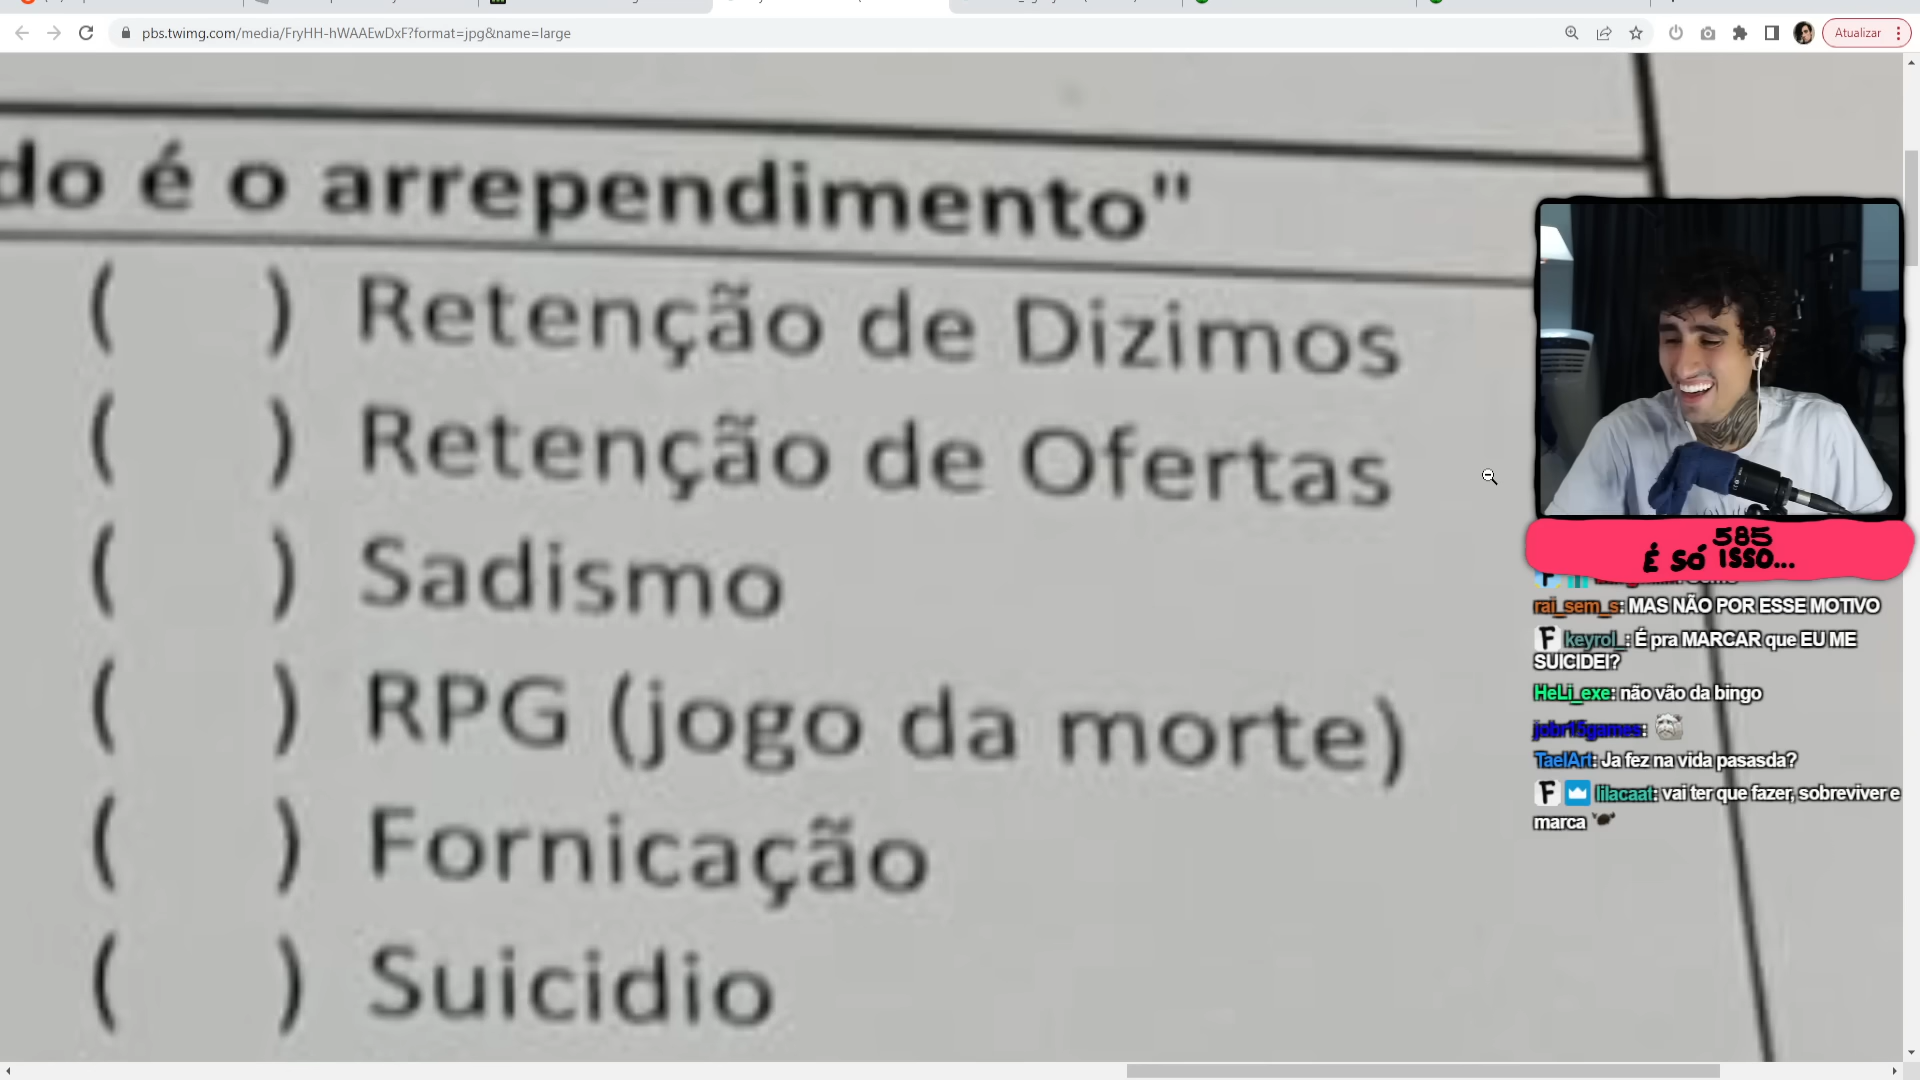 pbs.twimg.com/media/FryHH-hWAAEwDxF?format=jpg&name=large
Atualizar
do é o arrependimento"
( ) Retenção de Dizimos
( ) Retenção de Ofertas
( ) Sadismo
( ) RPG (jogo da morte)
( ) Fornicação
( ) Suicidio
585
É SÓ ISSO...
rai_sem_s: MAS NÃO POR ESSE MOTIVO
keyrol_: É pra MARCAR que EU ME
SUICIDEI?
HeLi_exe: não vão da bingo
jobr15games:
TaelArt: Ja fez na vida pasasda?
lilacaat: vai ter que fazer, sobreviver e
marca